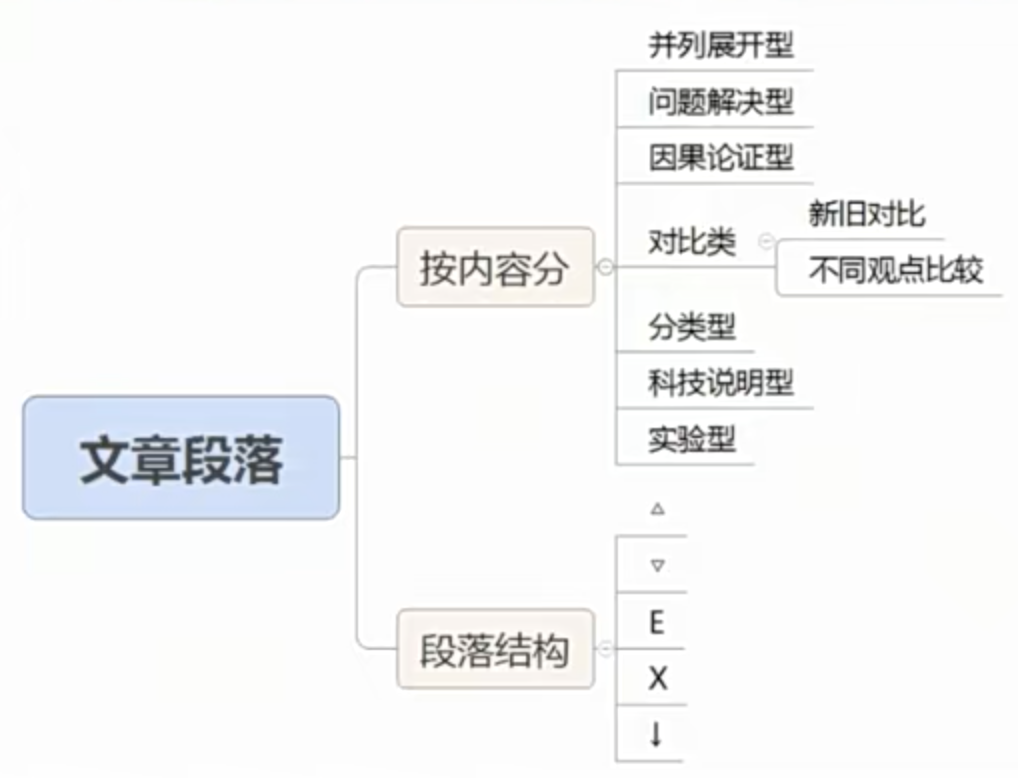 并列展开型
问题解决型
因果论证型
对比类
新旧对比
不同观点比较
按内容分
分类型
科技说明型
实验型
文章段落
段落结构
△
▽
E
X
↓